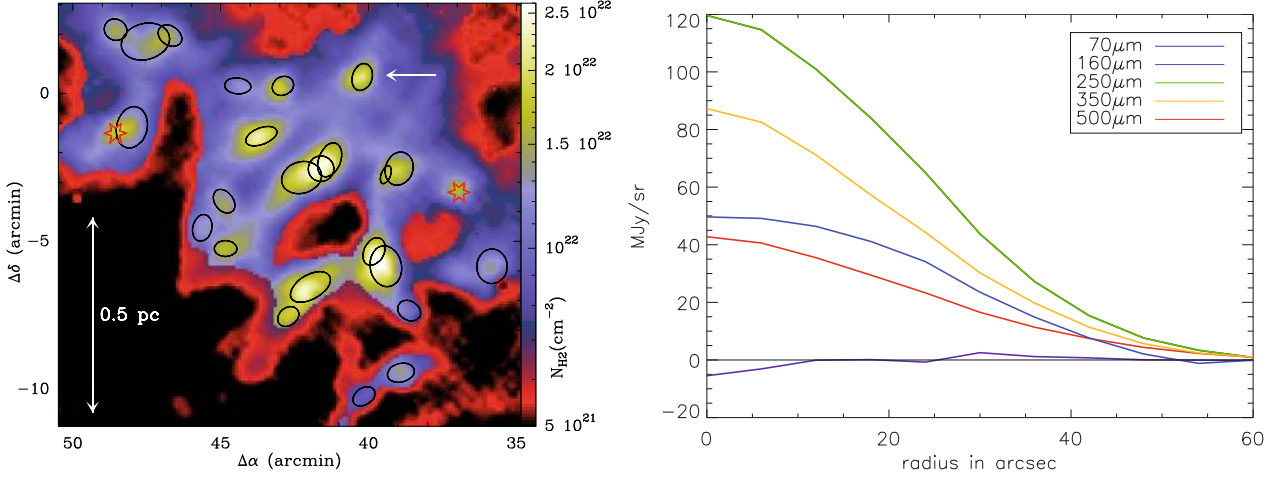 0
−5
−10
Δδ (arcmin)
50
45
40
35
Δα (arcmin)
0.5 pc
2.5 10²²
2 10²²
1.5 10²²
10²²
5 10²¹
N_H2(cm⁻²)
120
100
80
60
40
20
0
−20
MJy/sr
0
20
40
60
radius in arcsec
70μm
160μm
250μm
350μm
500μm